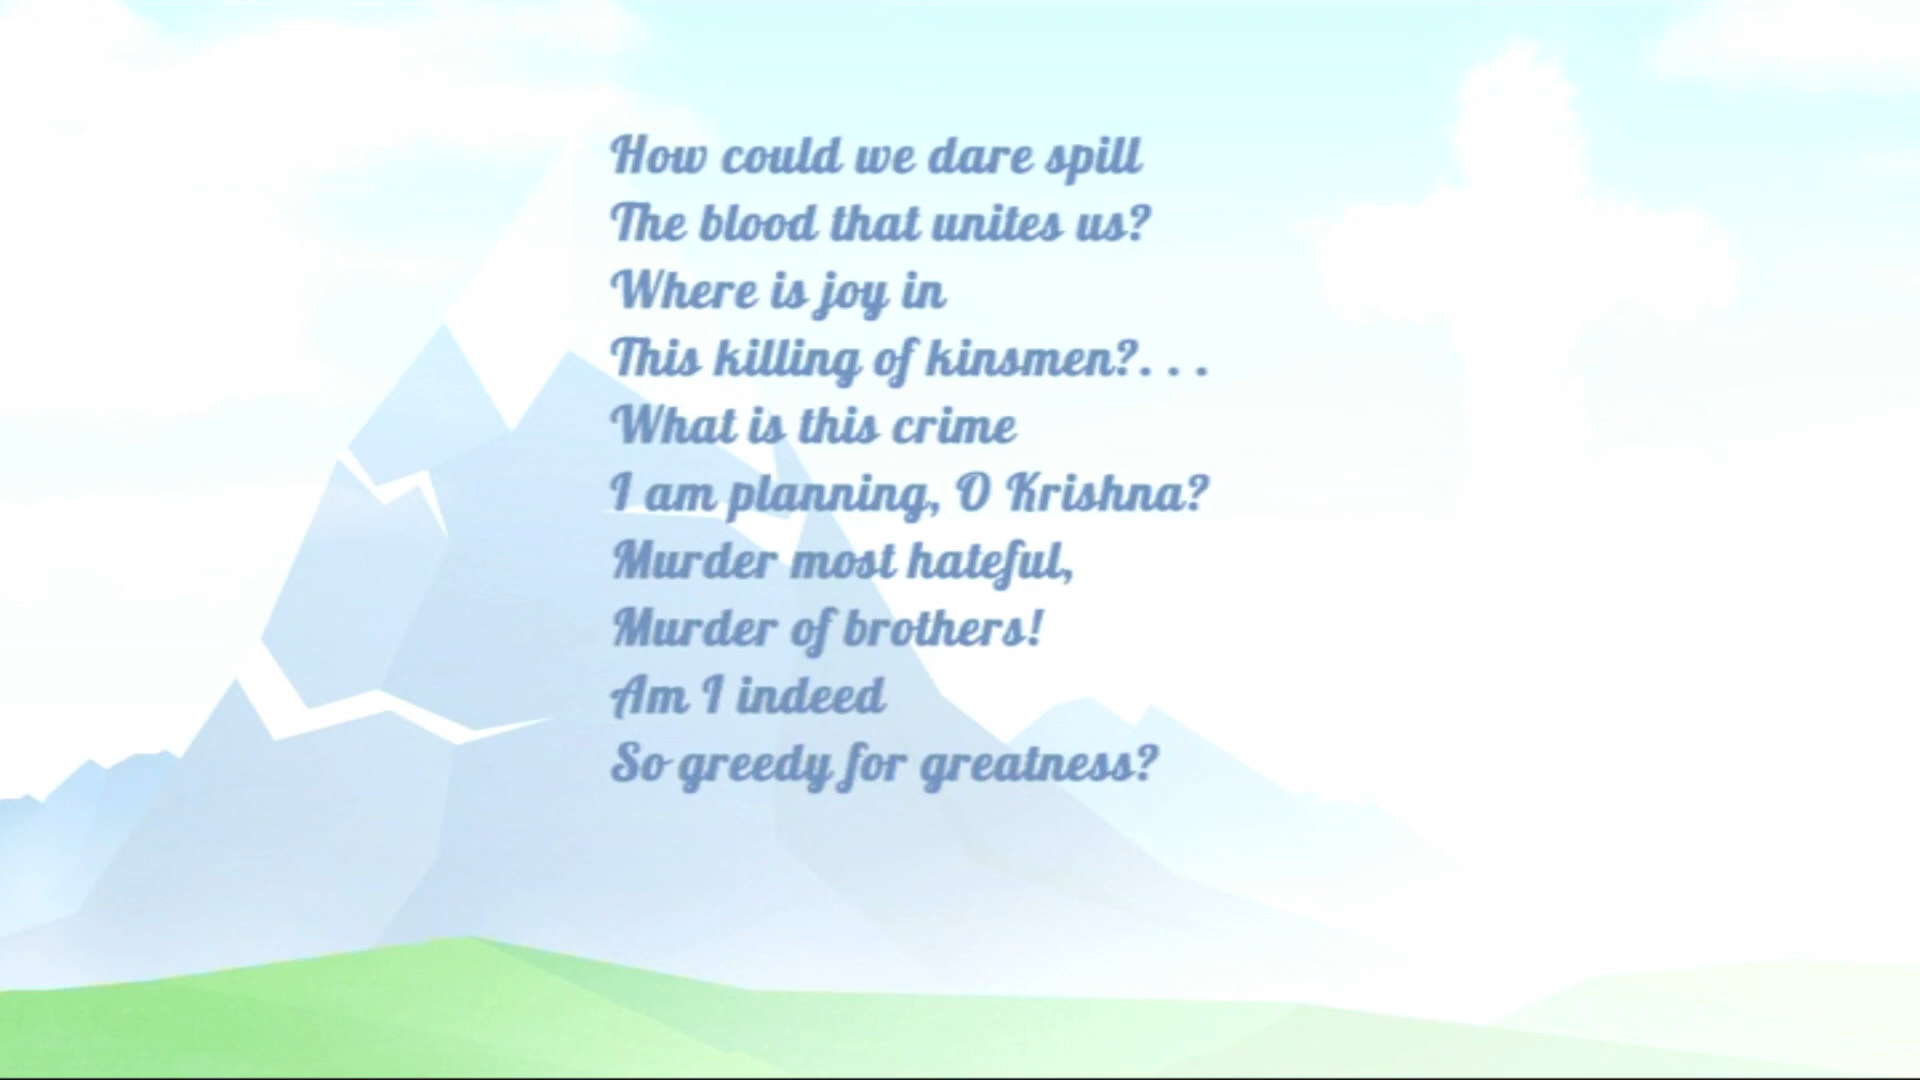 How could we dare spill
The blood that unites us?
Where is joy in
This killing of kinsmen?. . .
What is this crime
I am planning, O Krishna?
Murder most hateful,
Murder of brothers!
Am I indeed
So greedy for greatness?